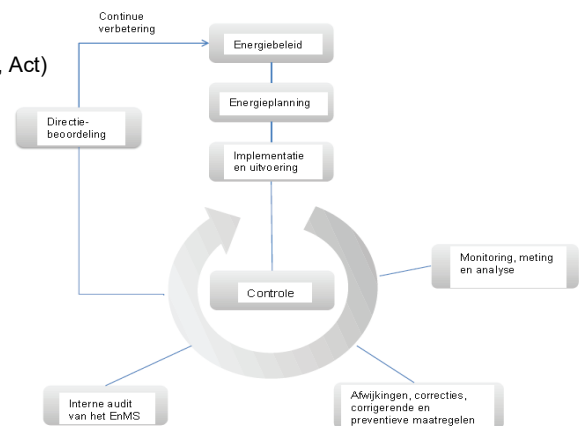 Continue
verbetering
, Act)
Energiebeleid
Energieplanning
Directie-
beoordeling
Implementatie
en uitvoering
Monitoring, meting
en analyse
Controle
Interne audit
van het EnMS
Afwijkingen, correcties,
corrigerende en
preventieve maatregelen